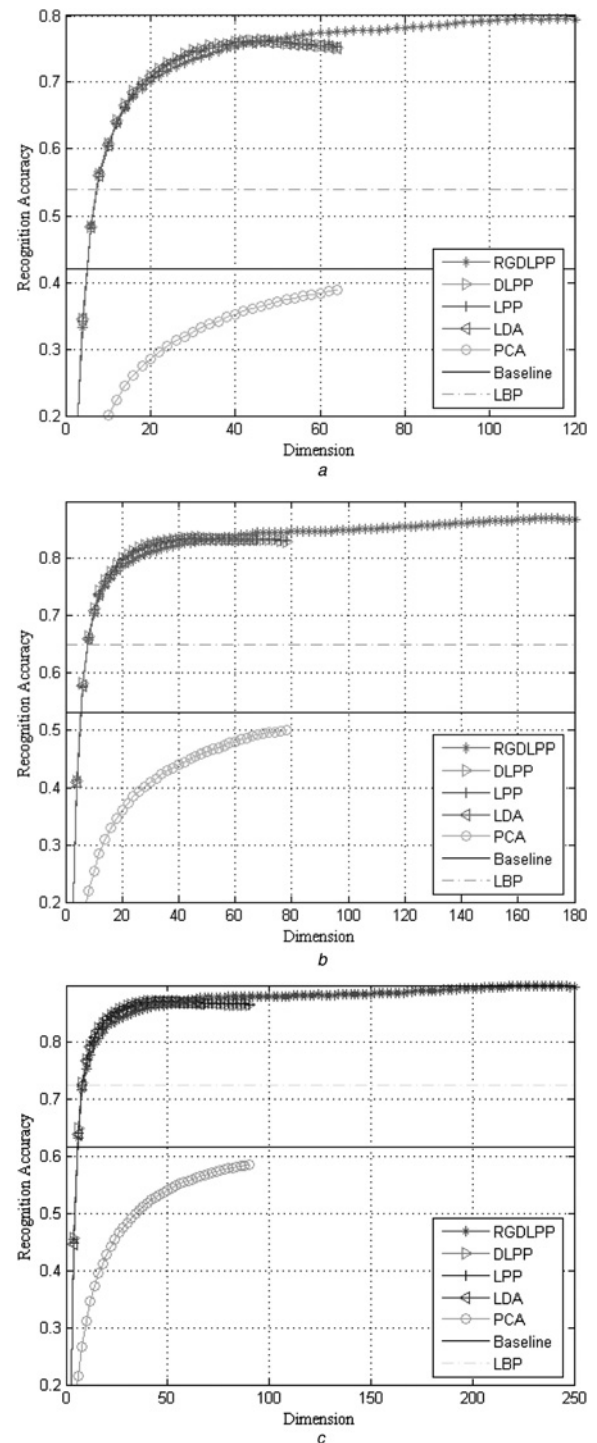 0.8
0.7
0.6
0.5
0.4
0.3
0.2
Recognition Accuracy
RGDLPP
DLPP
LPP
LDA
PCA
Baseline
LBP
0 20 40 60 80 100 120
Dimension
a
0.8
0.7
0.6
0.5
0.4
0.3
0.2
Recognition Accuracy
RGDLPP
DLPP
LPP
LDA
PCA
Baseline
LBP
0 20 40 60 80 100 120 140 160 180
Dimension
b
0.8
0.7
0.6
0.5
0.4
0.3
0.2
Recognition Accuracy
RGDLPP
DLPP
LPP
LDA
PCA
Baseline
LBP
0 50 100 150 200 250
Dimension
c